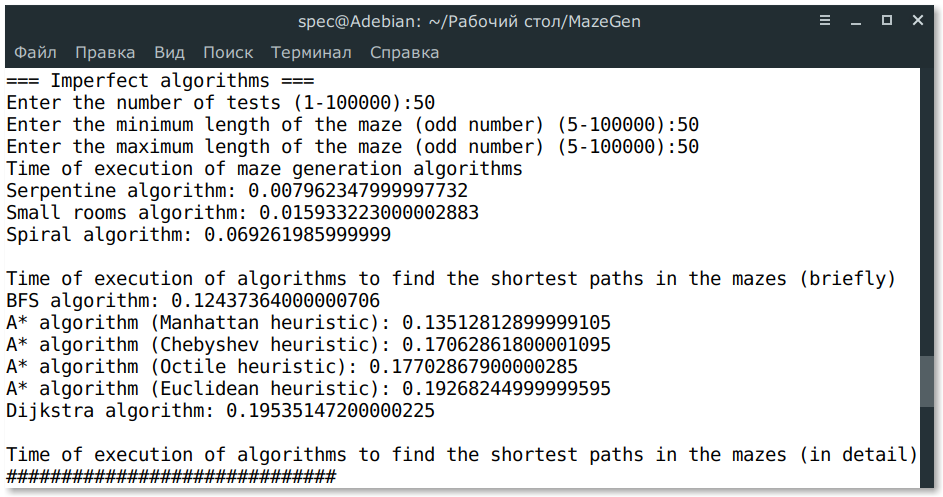 spec@Adebian: ~/Рабочий стол/MazeGen
Файл Правка Вид Поиск Терминал Справка
=== Imperfect algorithms ===
Enter the number of tests (1-100000):50
Enter the minimum length of the maze (odd number) (5-100000):50
Enter the maximum length of the maze (odd number) (5-100000):50
Time of execution of maze generation algorithms
Serpentine algorithm: 0.007962347999997732
Small rooms algorithm: 0.015933223000002883
Spiral algorithm: 0.069261985999999
Time of execution of algorithms to find the shortest paths in the mazes (briefly)
BFS algorithm: 0.12437364000000706
A* algorithm (Manhattan heuristic): 0.13512812899999105
A* algorithm (Chebyshev heuristic): 0.17062861800001095
A* algorithm (Octile heuristic): 0.17702867900000285
A* algorithm (Euclidean heuristic): 0.19268244999999595
Dijkstra algorithm: 0.19535147200000225
Time of execution of algorithms to find the shortest paths in the mazes (in detail)
##############################